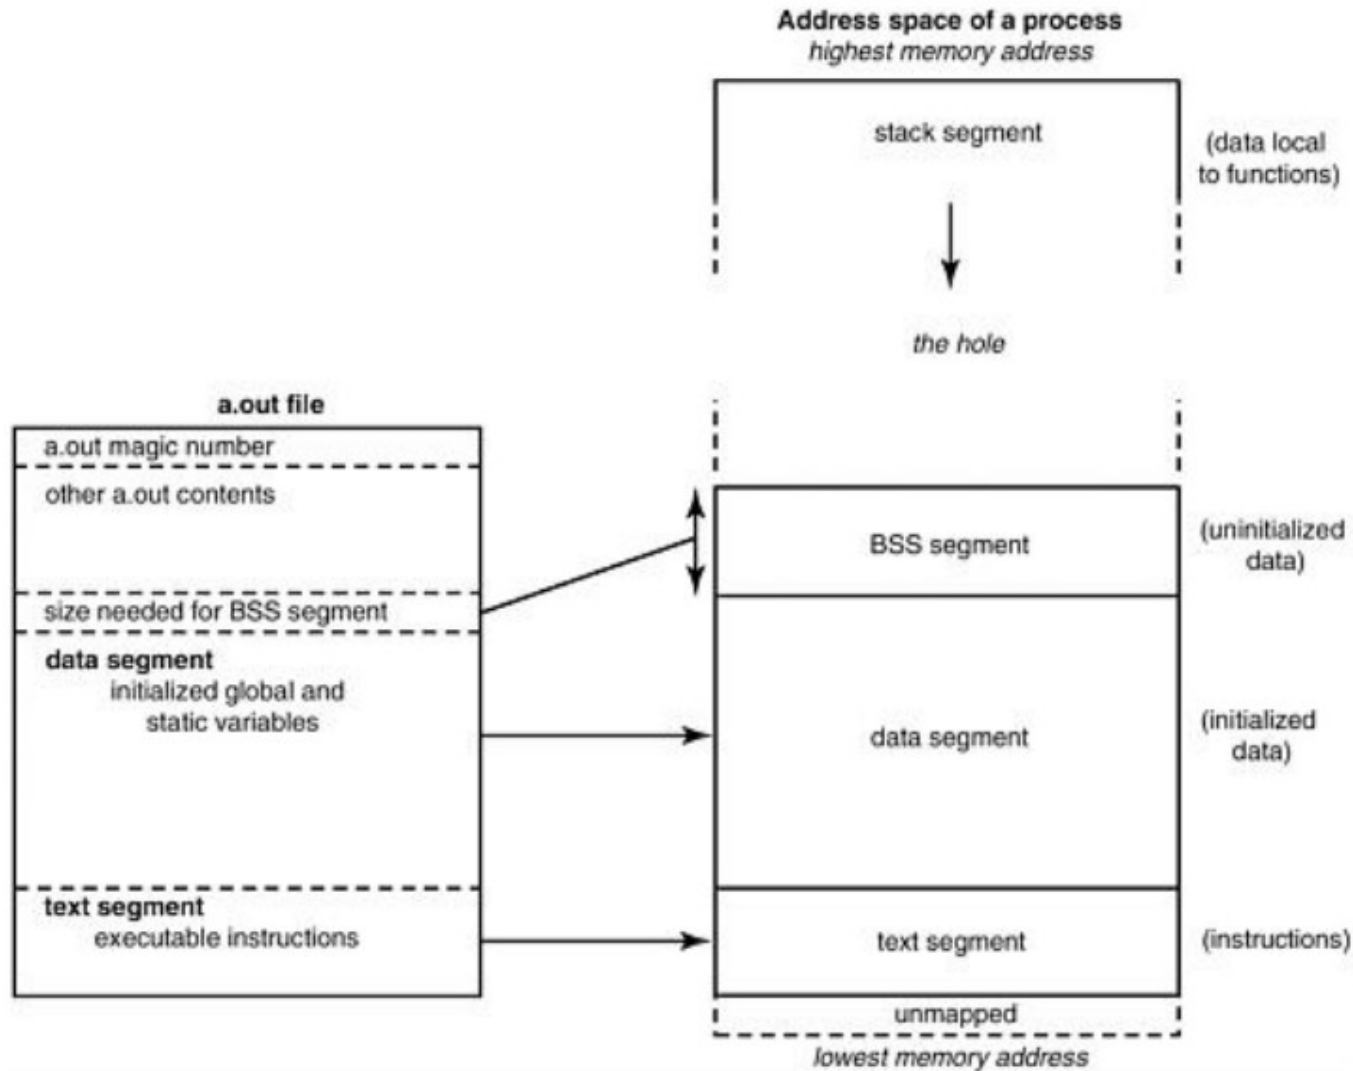 Address space of a process
highest memory address
stack segment
(data local
to functions)
the hole
a.out file
a.out magic number
other a.out contents
size needed for BSS segment
data segment
initialized global and
static variables
text segment
executable instructions
BSS segment
(uninitialized
data)
data segment
(initialized
data)
text segment
(instructions)
unmapped
lowest memory address